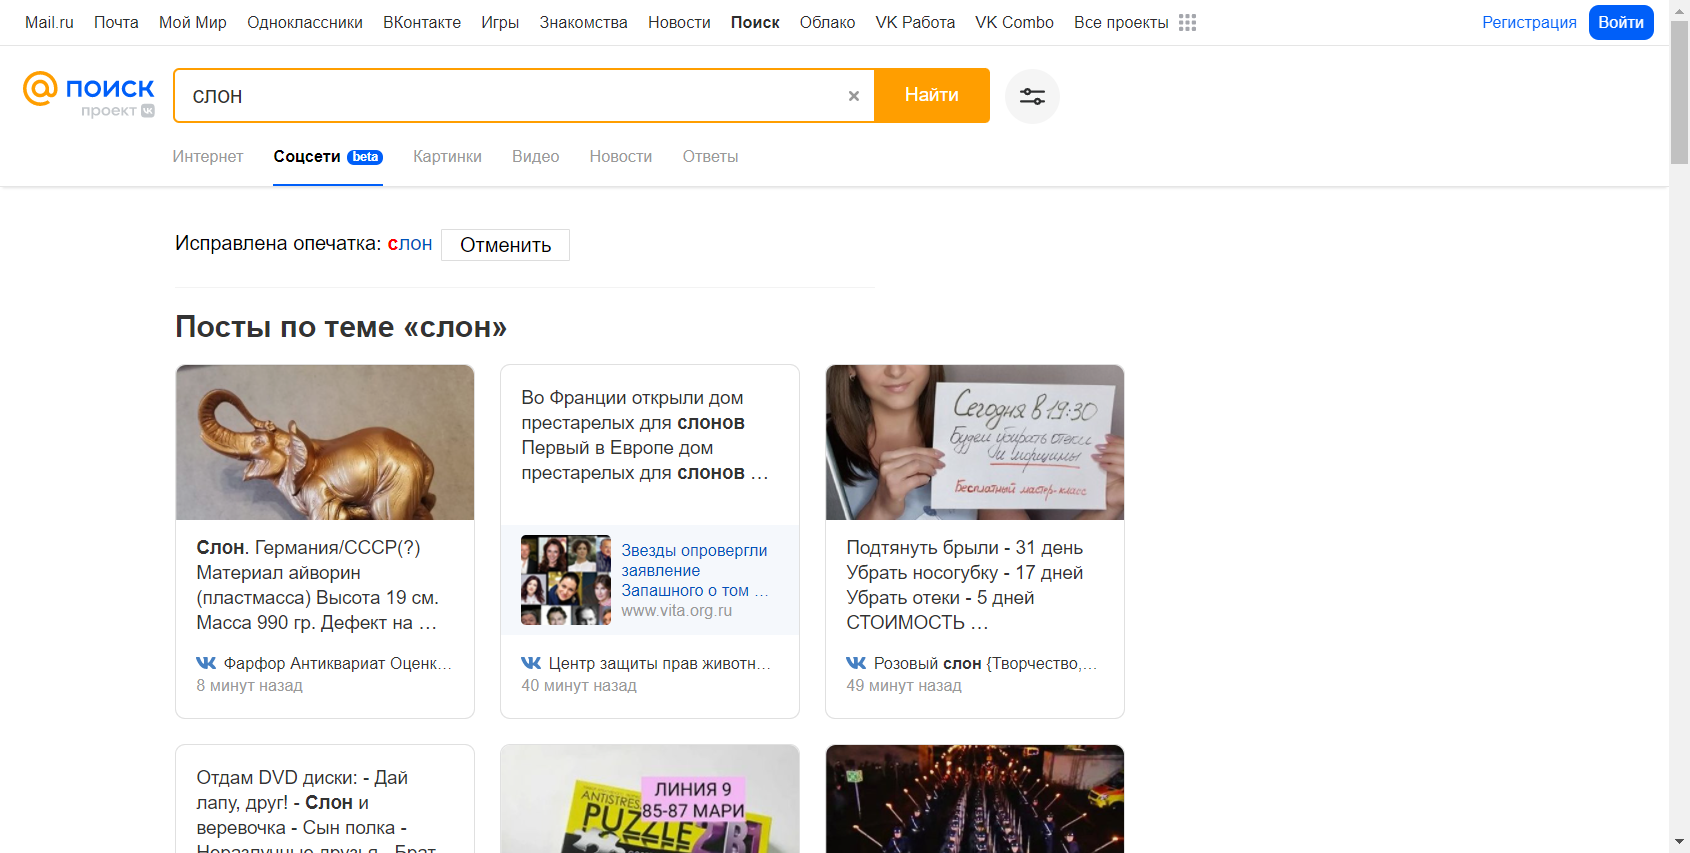 Mail.ru Почта Мой Мир Одноклассники ВКонтакте Игры Знакомства Новости Поиск Облако VK Работа VK Combo Все проекты Регистрация Войти
ПОИСК
проект
слон
Найти
Интернет Соцсети beta Картинки Видео Новости Ответы
Исправлена опечатка: слон Отменить
Посты по теме «слон»
Слон. Германия/СССР(?)
Материал айворин
(пластмасса) Высота 19 см.
Масса 990 гр. Дефект на …
Фарфор Антиквариат Оценк…
8 минут назад
Во Франции открыли дом
престарелых для слонов
Первый в Европе дом
престарелых для слонов …
Звезды опровергли
заявление
Запашного о том …
www.vita.org.ru
Центр защиты прав животн…
40 минут назад
Сегодня в 19:30
Будем убирать отеки
и морщины
Бесплатный мастер-класс
Подтянуть брыли - 31 день
Убрать носогубку - 17 дней
Убрать отеки - 5 дней
СТОИМОСТЬ …
Розовый слон {Творчество,…
49 минут назад
Отдам DVD диски: - Дай
лапу, друг! - Слон и
веревочка - Сын полка -
Неразлучные друзья - Брат
ЛИНИЯ 9
85-87 МАРИ
ANTISTRES
PUZZLE